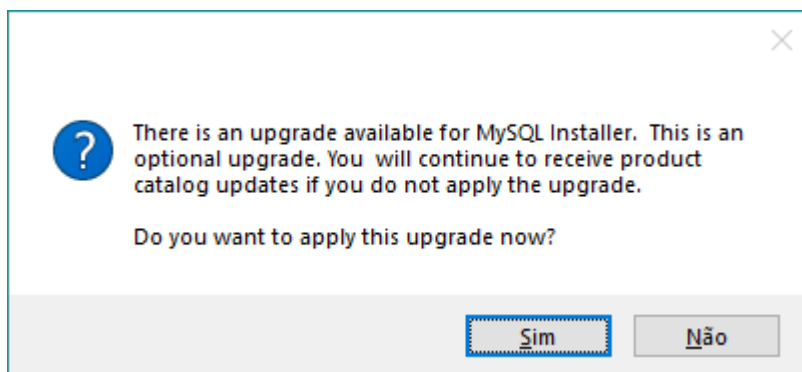 There is an upgrade available for MySQL Installer.  This is an
optional upgrade. You  will continue to receive product
catalog updates if you do not apply the upgrade.
Do you want to apply this upgrade now?
Sim
Não